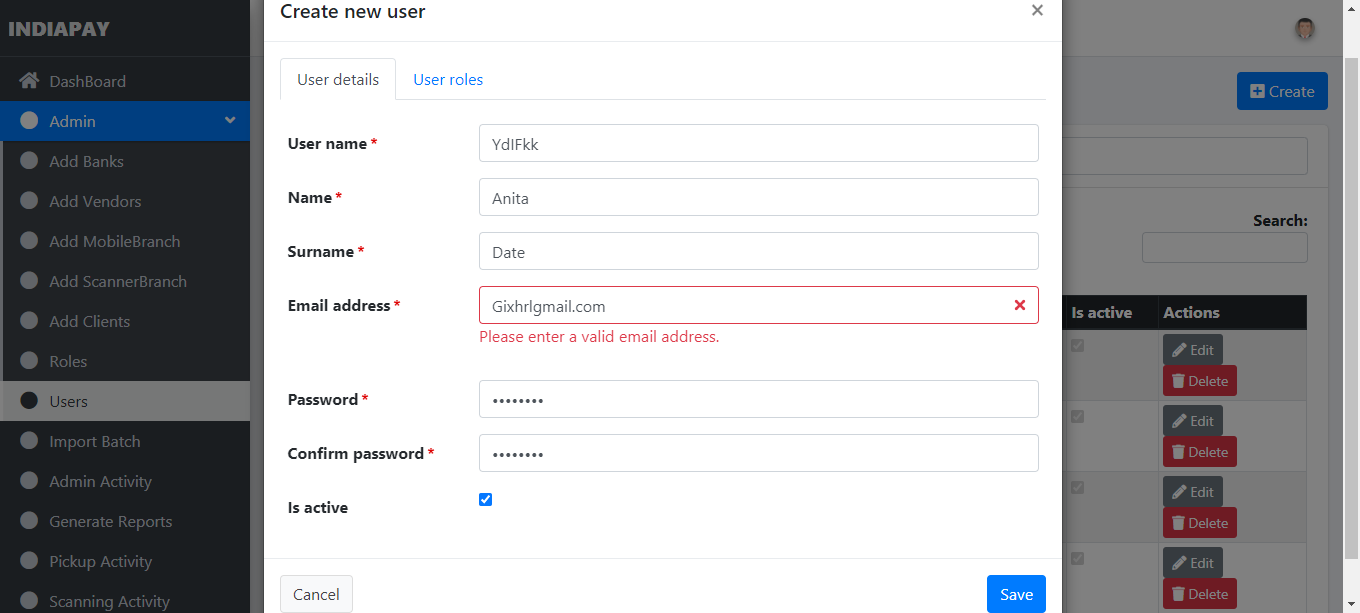 INDIAPAY
DashBoard
Admin
Add Banks
Add Vendors
Add MobileBranch
Add ScannerBranch
Add Clients
Roles
Users
Import Batch
Admin Activity
Generate Reports
Pickup Activity
Scanning Activity
Create new user
×
User details User roles
User name * YdIFkk
Name * Anita
Surname * Date
Email address * Gixhrlgmail.com
Please enter a valid email address.
Password * ••••••••
Confirm password * ••••••••
Is active
Cancel Save
Create
Search:
Is active Actions
Edit
Delete
Edit
Delete
Edit
Delete
Edit
Delete